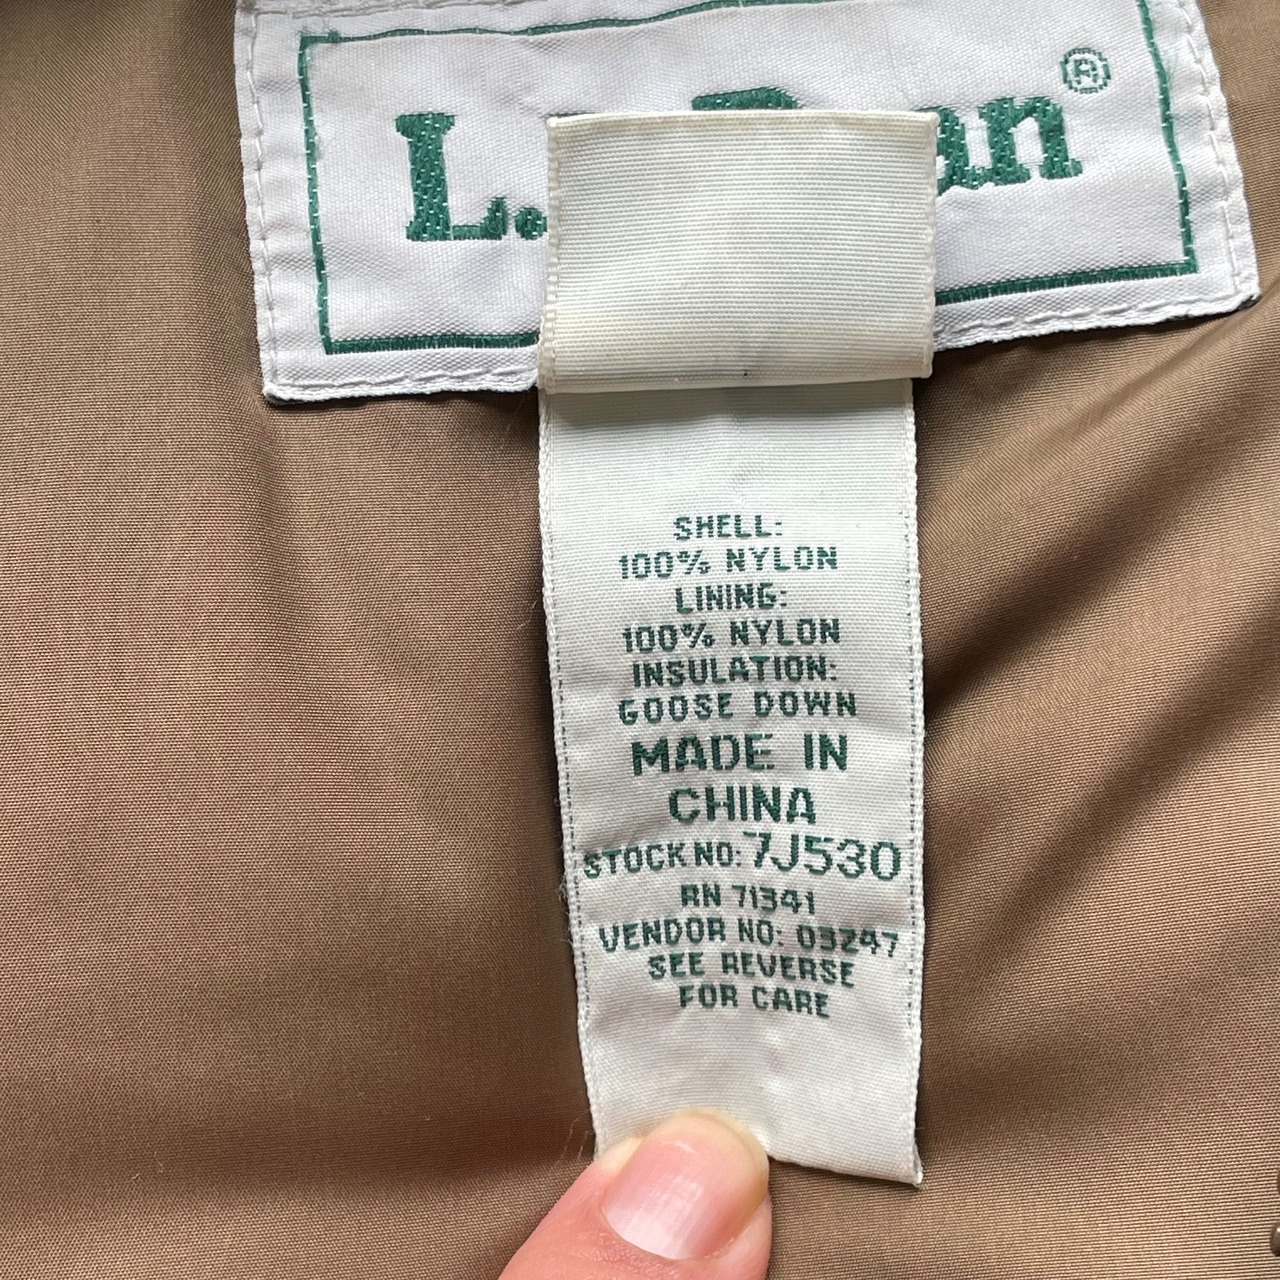 L. an®
SHELL:
100% NYLON
LINING:
100% NYLON
INSULATION:
GOOSE DOWN
MADE IN
CHINA
STOCK NO: 7J530
RN 71341
VENDOR NO: 03247
SEE REVERSE
FOR CARE